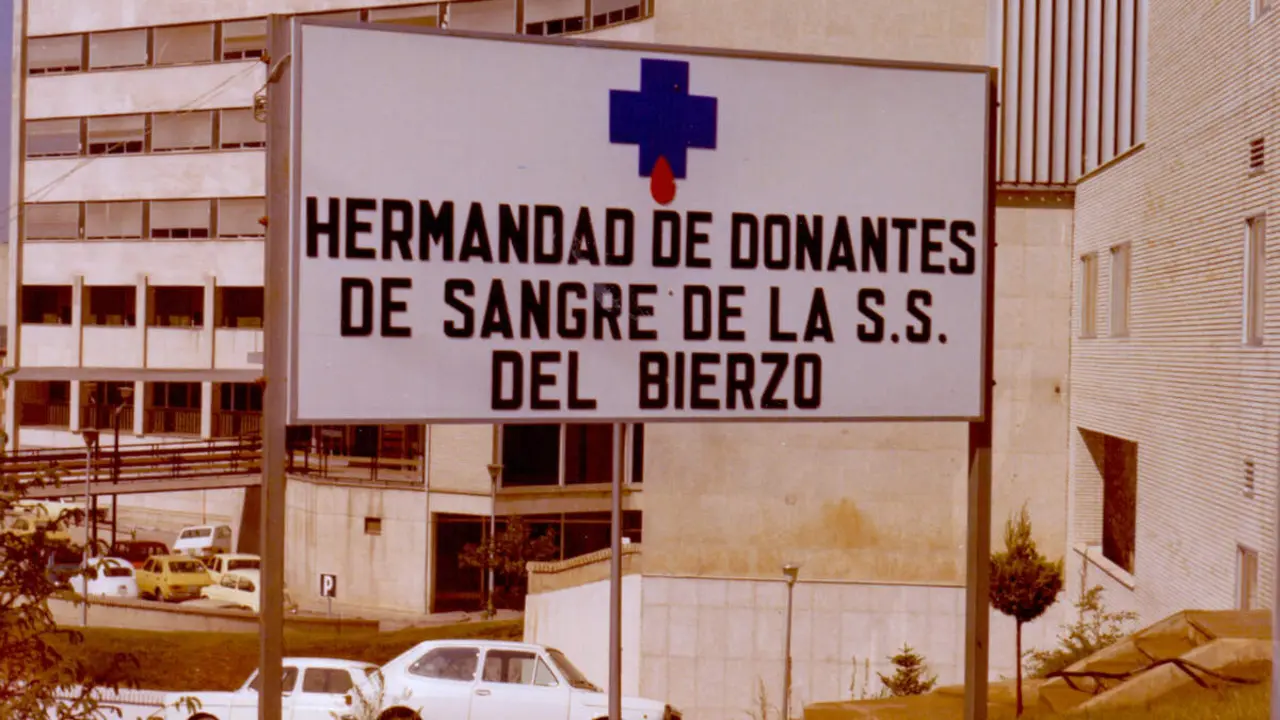 HERMANDAD DE DONANTES
DE SANGRE DE LA S.S.
DEL BIERZO
P